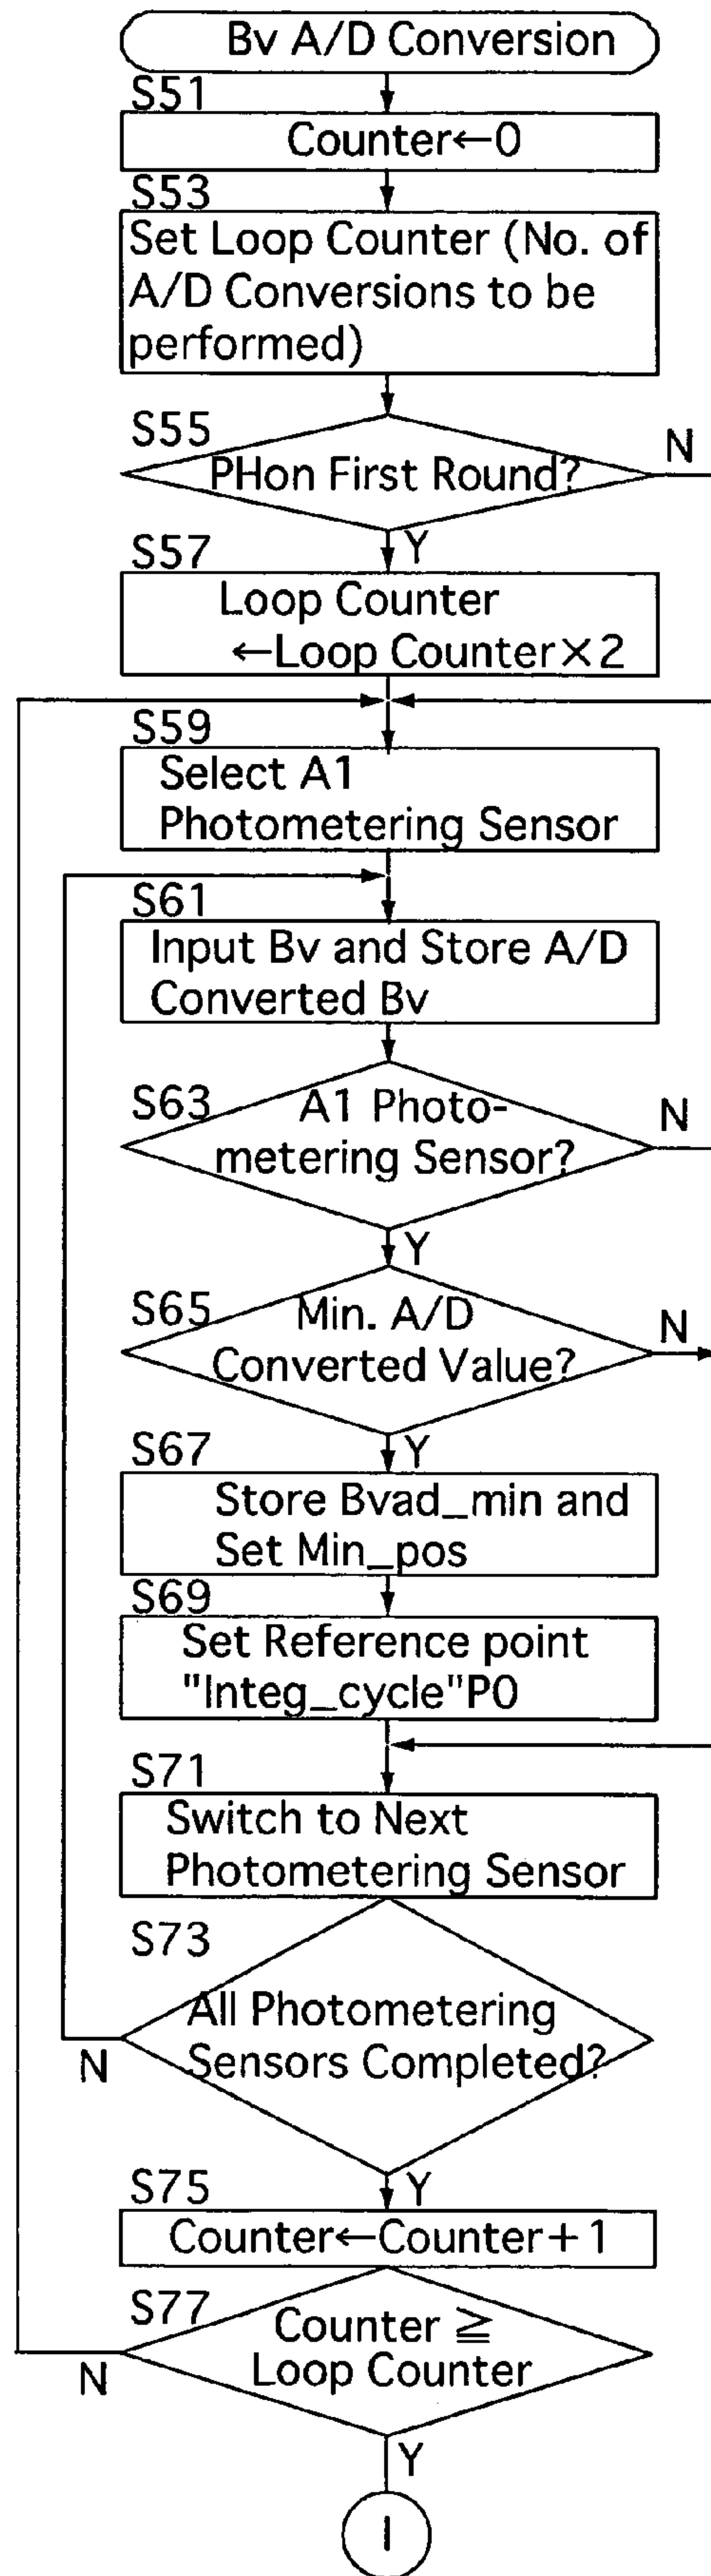 Bv A/D Conversion
S51
Counter←0
S53
Set Loop Counter (No. of
A/D Conversions to be
performed)
S55
PHon First Round?
N
Y
S57
Loop Counter
←Loop Counter×2
S59
Select A1
Photometering Sensor
S61
Input Bv and Store A/D
Converted Bv
S63
A1 Photo-
metering Sensor?
N
Y
S65
Min. A/D
Converted Value?
N
Y
S67
Store Bvad_min and
Set Min_pos
S69
Set Reference point
"Integ_cycle"P0
S71
Switch to Next
Photometering Sensor
S73
All Photometering
Sensors Completed?
N
Y
S75
Counter←Counter+1
S77
Counter ≧
Loop Counter
N
Y
I